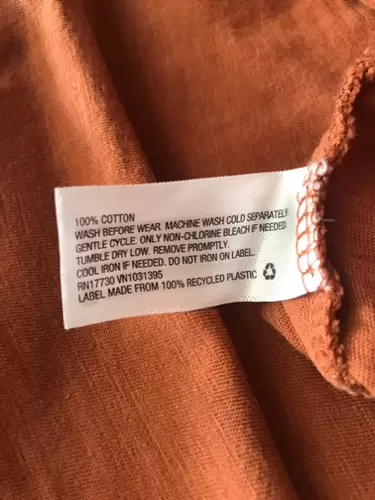 100% COTTON
WASH BEFORE WEAR. MACHINE WASH COLD SEPARATELY.
GENTLE CYCLE. ONLY NON-CHLORINE BLEACH IF NEEDED.
TUMBLE DRY LOW. REMOVE PROMPTLY.
COOL IRON IF NEEDED. DO NOT IRON ON LABEL.
RN17730 VN1031395
LABEL MADE FROM 100% RECYCLED PLASTIC